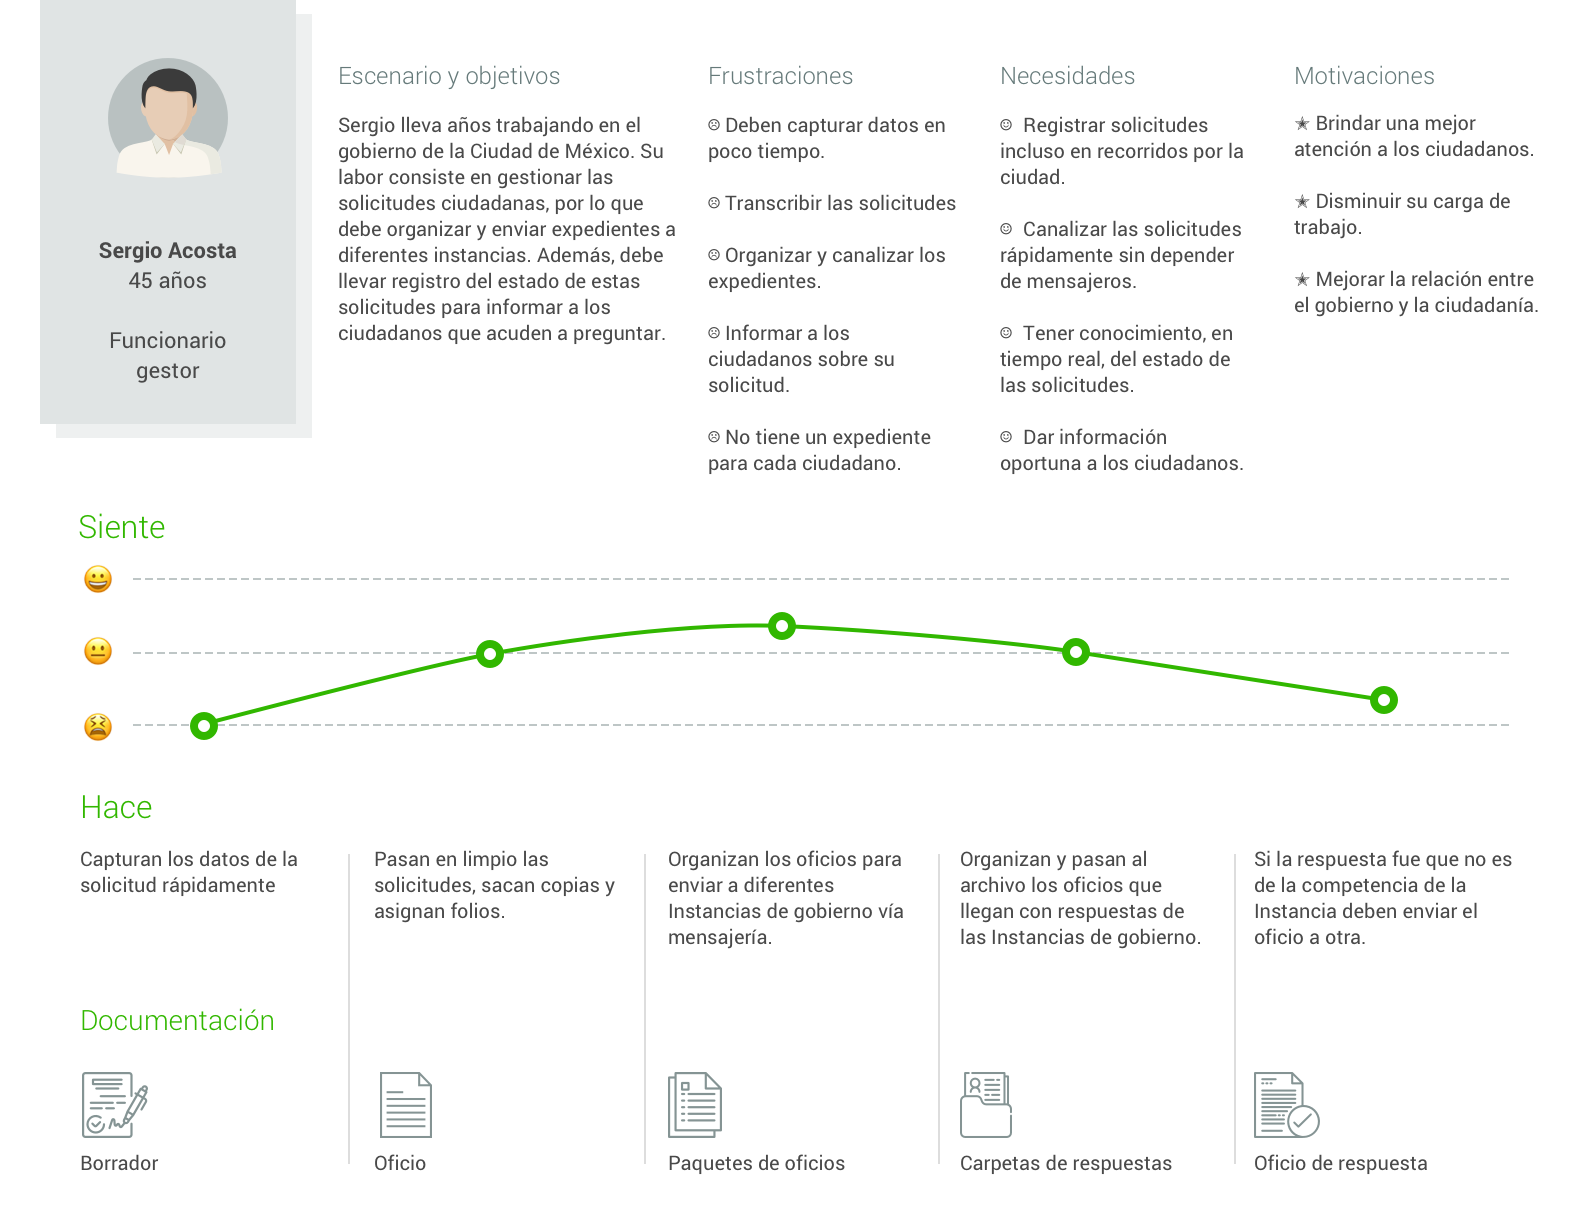 Sergio Acosta
45 años
Funcionario
gestor
Escenario y objetivos
Sergio lleva años trabajando en el
gobierno de la Ciudad de México. Su
labor consiste en gestionar las
solicitudes ciudadanas, por lo que
debe organizar y enviar expedientes a
diferentes instancias. Además, debe
llevar registro del estado de estas
solicitudes para informar a los
ciudadanos que acuden a preguntar.
Frustraciones
Deben capturar datos en
poco tiempo.
Transcribir las solicitudes
Organizar y canalizar los
expedientes.
Informar a los
ciudadanos sobre su
solicitud.
No tiene un expediente
para cada ciudadano.
Necesidades
Registrar solicitudes
incluso en recorridos por la
ciudad.
Canalizar las solicitudes
rápidamente sin depender
de mensajeros.
Tener conocimiento, en
tiempo real, del estado de
las solicitudes.
Dar información
oportuna a los ciudadanos.
Motivaciones
Brindar una mejor
atención a los ciudadanos.
Disminuir su carga de
trabajo.
Mejorar la relación entre
el gobierno y la ciudadanía.
Siente
Hace
Capturan los datos de la
solicitud rápidamente
Pasan en limpio las
solicitudes, sacan copias y
asignan folios.
Organizan los oficios para
enviar a diferentes
Instancias de gobierno vía
mensajería.
Organizan y pasan al
archivo los oficios que
llegan con respuestas de
las Instancias de gobierno.
Si la respuesta fue que no es
de la competencia de la
Instancia deben enviar el
oficio a otra.
Documentación
Borrador
Oficio
Paquetes de oficios
Carpetas de respuestas
Oficio de respuesta